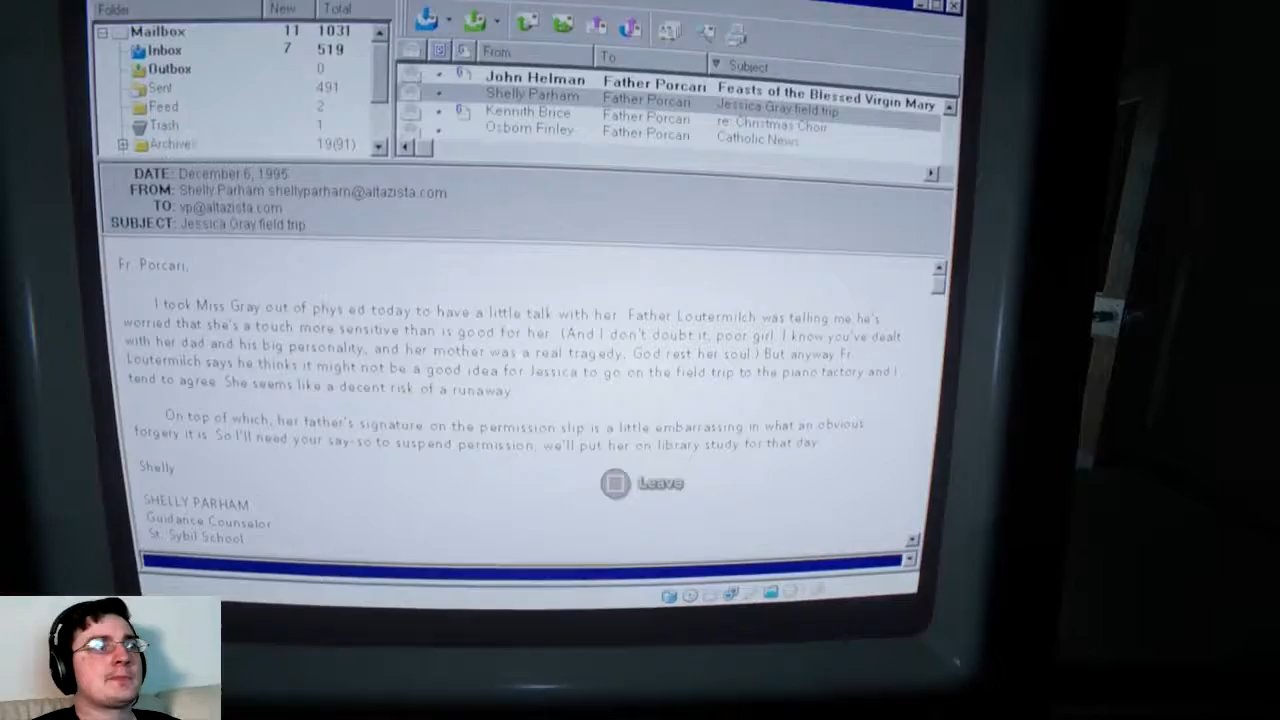 Folder New Total
Mailbox 11 1031
Inbox 7 519
Outbox 0
Sent 491
Feed 2
Trash 1
Archive 19(91)
From To Subject
John Helman Father Porcari Feasts of the Blessed Virgin Mary
Shelly Parham Father Porcari Jessica Gray field trip
Kennith Brice Father Porcari re: Christmas Choir
Osborn Finley Father Porcari Catholic News
DATE: December 6, 1995
FROM: Shelly Parham shellyparham@altazista.com
TO: vp@altazista.com
SUBJECT: Jessica Gray field trip
Fr. Porcari,
I took Miss Gray out of phys ed today to have a little talk with her. Father Loutermilch was telling me he's
worried that she's a touch more sensitive than is good for her. (And I don't doubt it, poor girl. I know you've dealt
with her dad and his big personality, and her mother was a real tragedy, God rest her soul.) But anyway Fr.
Loutermilch says he thinks it might not be a good idea for Jessica to go on the field trip to the piano factory and I
tend to agree. She seems like a decent risk of a runaway.
On top of which, her father's signature on the permission slip is a little embarrassing in what an obvious
forgery it is. So I'll need your say-so to suspend permission, we'll put her on library study for that day.
Shelly
Leave
SHELLY PARHAM
Guidance Counselor
St. Sybil School